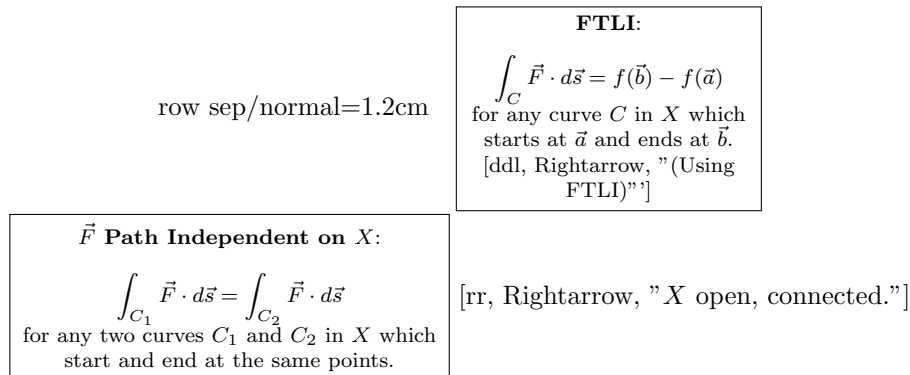 FTLI:
∫_C F⃗ · ds⃗ = f(b⃗) − f(a⃗)
for any curve C in X which
starts at a⃗ and ends at b⃗.
[ddl, Rightarrow, ”(Using
FTLI)”’]
row sep/normal=1.2cm
F⃗ Path Independent on X:
∫_{C_1} F⃗ · ds⃗ = ∫_{C_2} F⃗ · ds⃗
for any two curves C_1 and C_2 in X which
start and end at the same points.
[rr, Rightarrow, ”X open, connected.”]